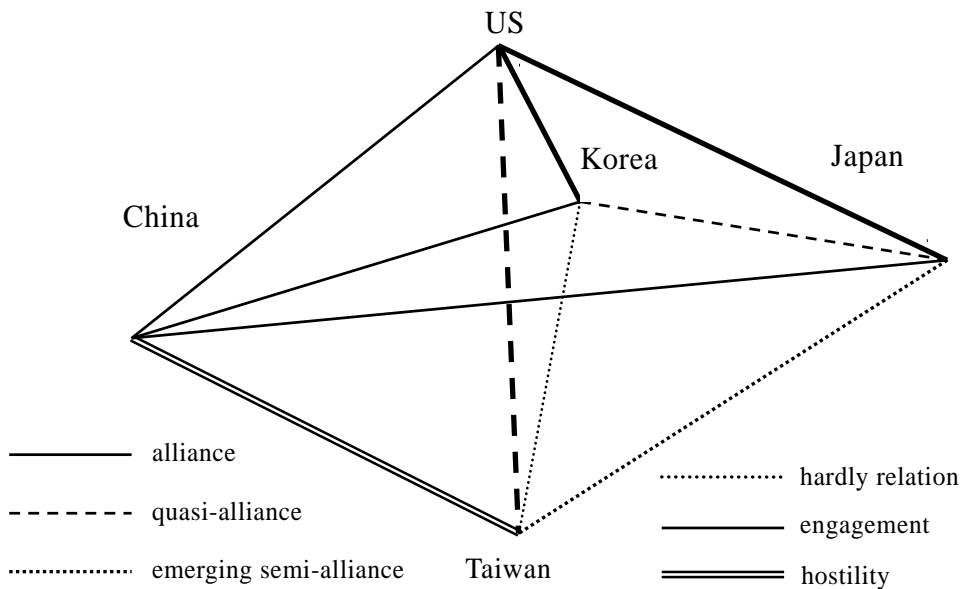 US
Korea
Japan
China
alliance
quasi-alliance
emerging semi-alliance
Taiwan
hardly relation
engagement
hostility